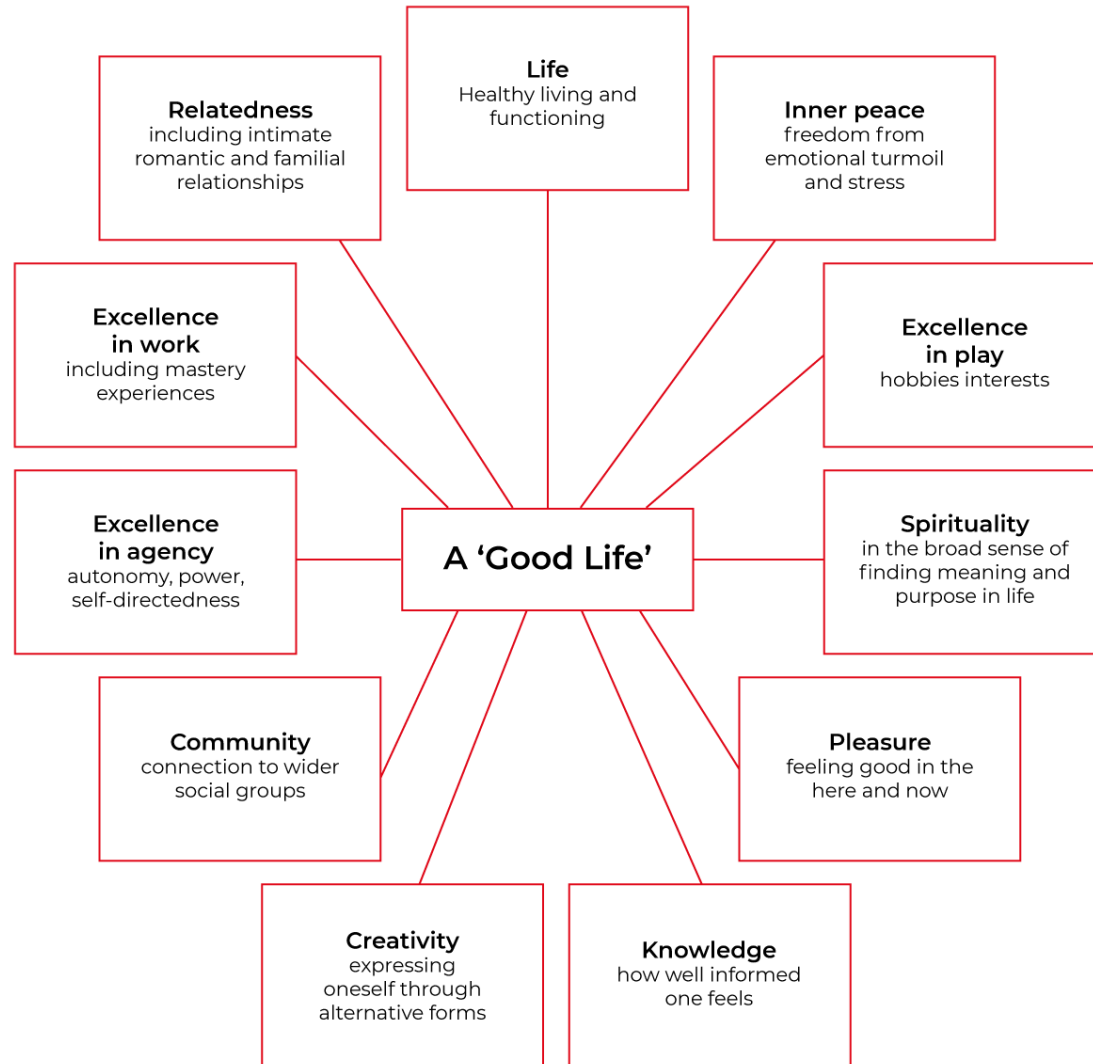 Life
Healthy living and
functioning
Relatedness
including intimate
romantic and familial
relationships
Inner peace
freedom from
emotional turmoil
and stress
Excellence
in work
including mastery
experiences
Excellence
in play
hobbies interests
Excellence
in agency
autonomy, power,
self-directedness
A ‘Good Life’
Spirituality
in the broad sense of
finding meaning and
purpose in life
Community
connection to wider
social groups
Pleasure
feeling good in the
here and now
Creativity
expressing
oneself through
alternative forms
Knowledge
how well informed
one feels